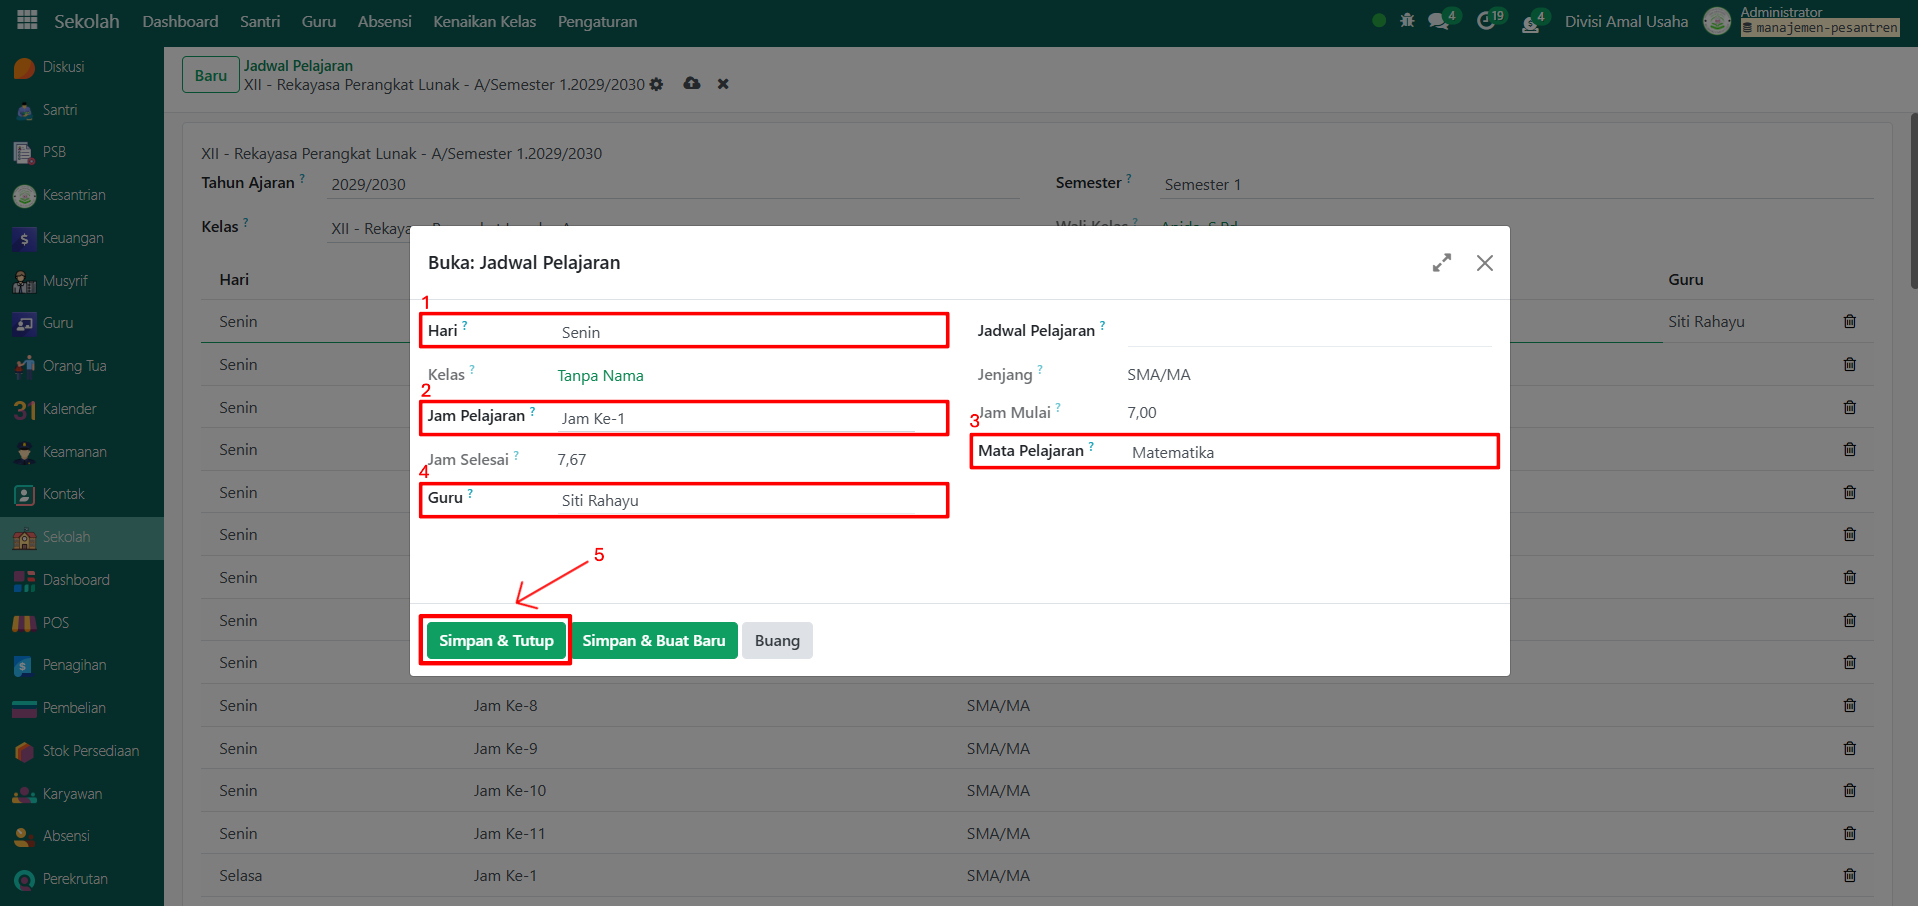 Sekolah Dashboard Santri Guru Absensi Kenaikan Kelas Pengaturan 4 19 4 Divisi Amal Usaha Administrator
manajemen-pesantren
Diskusi
Santri
PSB
Kesantrian
Keuangan
Musyrif
Guru
Orang Tua
31 Kalender
Keamanan
Kontak
Sekolah
Dashboard
POS
Penagihan
Pembelian
Stok Persediaan
Karyawan
Absensi
Perekrutan
Baru
Jadwal Pelajaran
XII - Rekayasa Perangkat Lunak - A/Semester 1.2029/2030
XII - Rekayasa Perangkat Lunak - A/Semester 1.2029/2030
Tahun Ajaran ? 2029/2030
Semester ? Semester 1
Kelas ? XII - Rekayasa Perangkat Lunak - A
Wali Kelas ?
Hari Guru
Senin Siti Rahayu
Senin
Senin
Senin
Senin
Senin
Senin
Senin
Senin
Senin Jam Ke-8 SMA/MA
Senin Jam Ke-9 SMA/MA
Senin Jam Ke-10 SMA/MA
Senin Jam Ke-11 SMA/MA
Selasa Jam Ke-1 SMA/MA
Buka: Jadwal Pelajaran
1
Hari ? Senin
Jadwal Pelajaran ?
Kelas ? Tanpa Nama
Jenjang ? SMA/MA
2
Jam Pelajaran ? Jam Ke-1
Jam Mulai ? 7,00
3
Mata Pelajaran ? Matematika
Jam Selesai ? 7,67
4
Guru ? Siti Rahayu
5
Simpan & Tutup Simpan & Buat Baru Buang